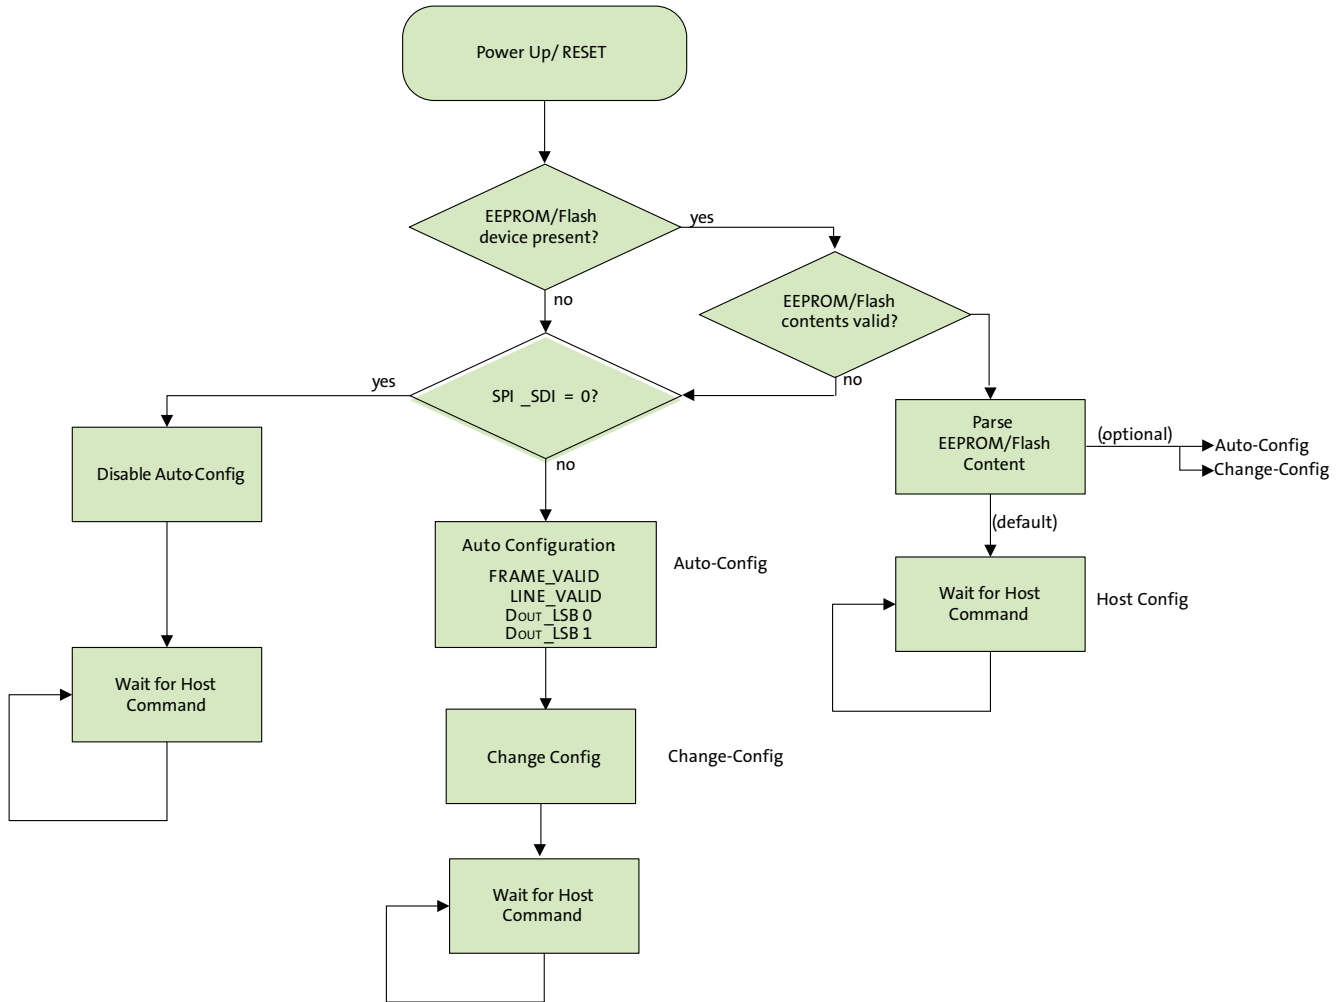 Power Up/ RESET
EEPROM/Flash
device present?
yes
no
EEPROM/Flash
contents valid?
no
yes
SPI _SDI = 0?
no
Parse
EEPROM/Flash
Content
(optional)
Auto-Config
Change-Config
(default)
Disable Auto-Config
Auto Configuration
FRAME_VALID
LINE_VALID
DOUT_LSB 0
DOUT_LSB 1
Auto-Config
Wait for Host
Command
Host Config
Wait for Host
Command
Change Config
Change-Config
Wait for Host
Command